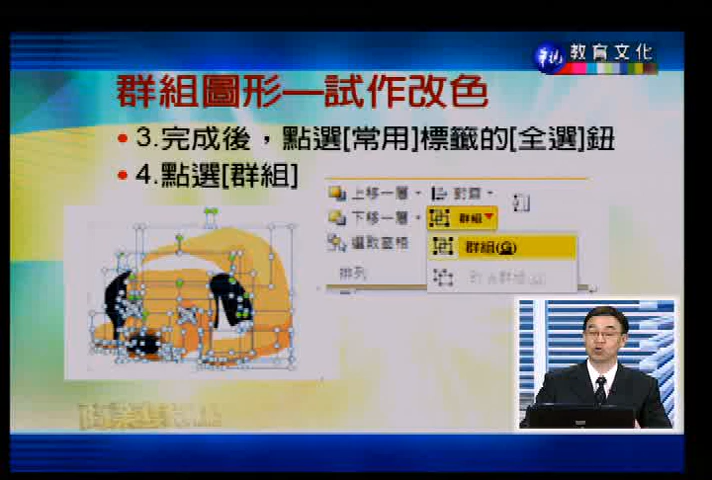 教育文化
群組圖形—試作改色
• 3.完成後，點選[常用]標籤的[全選]鈕
• 4.點選[群組]
上移一層 對齊
下移一層 群組
選取窗格 群組(G)
排列